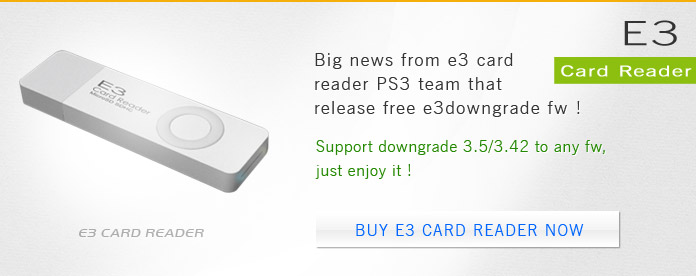 E3
Card Reader
Big news from e3 card
reader PS3 team that
release free e3downgrade fw !
Support downgrade 3.5/3.42 to any fw,
just enjoy it !
BUY E3 CARD READER NOW
E3
Card Reader
E3 CARD READER